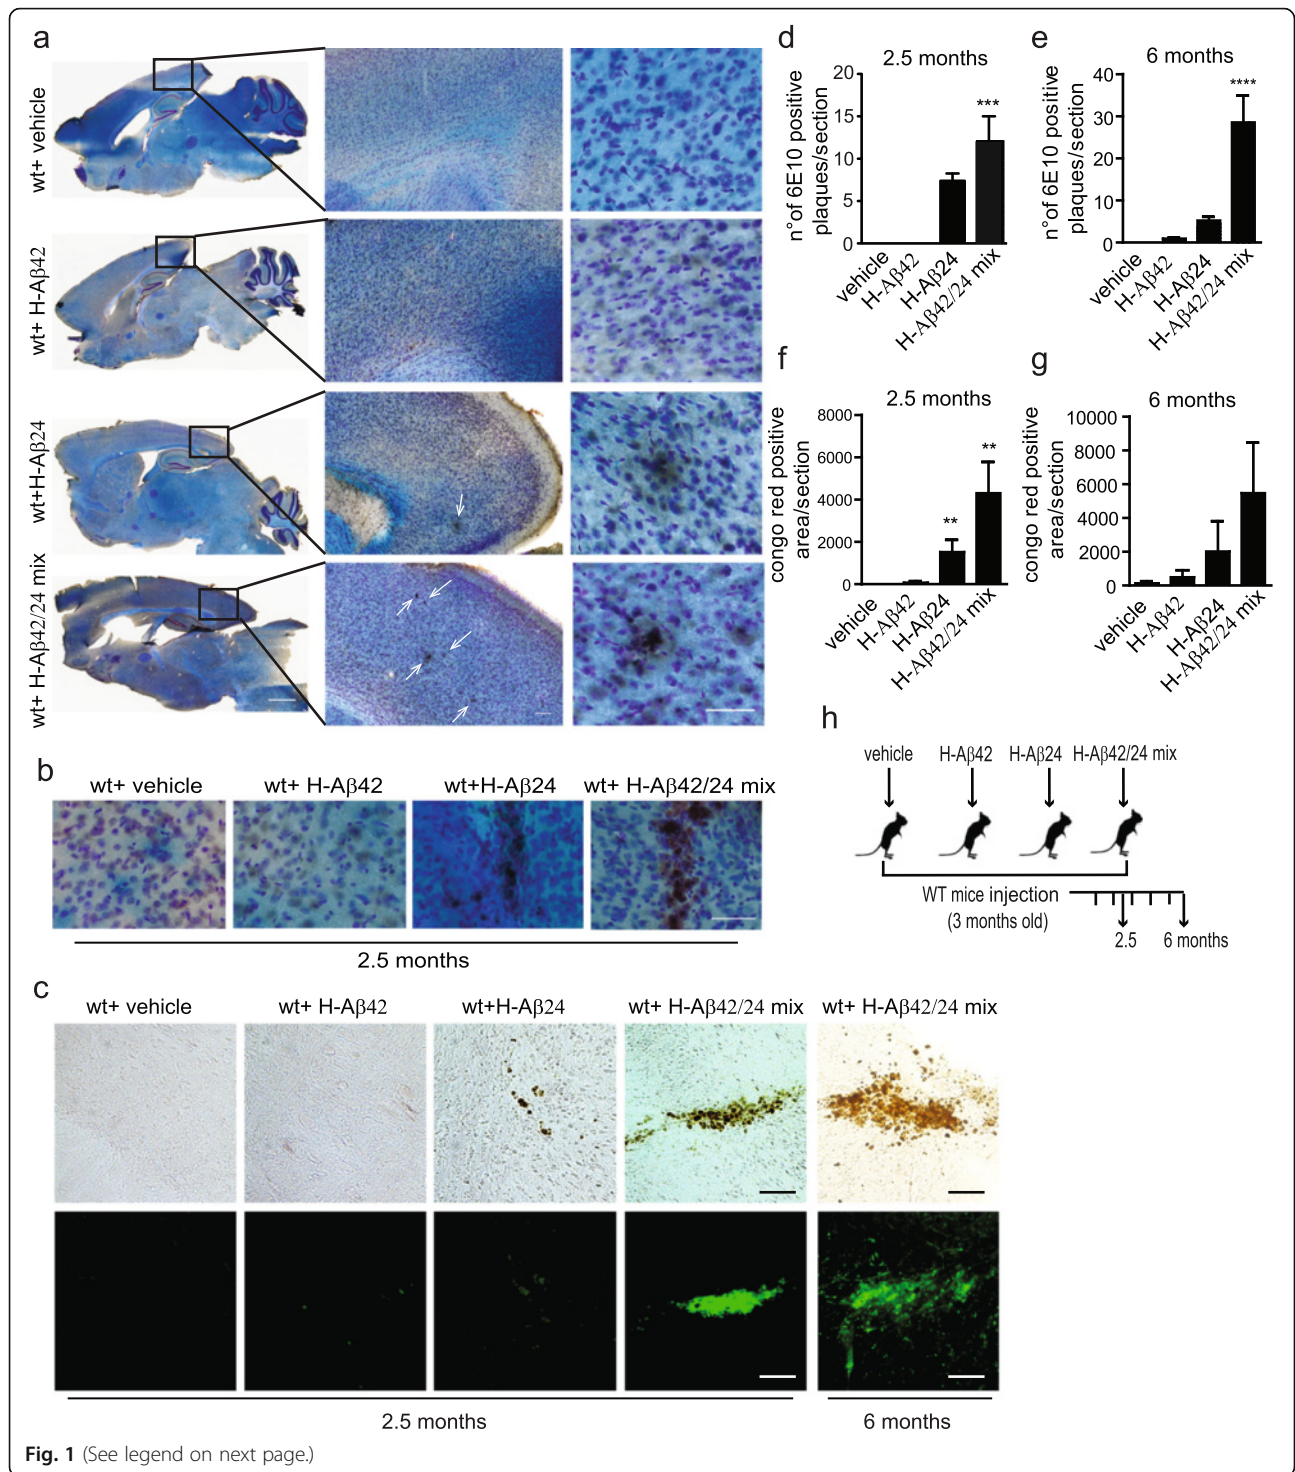 a
wt+ vehicle
wt+ H-Aβ42
wt+H-Aβ24
wt+ H-Aβ42/24 mix
d
2.5 months
n°of 6E10 positive
plaques/section
20
15
10
5
0
***
vehicle
H-Aβ42
H-Aβ24
H-Aβ42/24 mix
e
6 months
n°of 6E10 positive
plaques/section
40
30
20
10
0
****
vehicle
H-Aβ42
H-Aβ24
H-Aβ42/24 mix
f
2.5 months
congo red positive
area/section
8000
6000
4000
2000
0
**
**
vehicle
H-Aβ42
H-Aβ24
H-Aβ42/24 mix
g
6 months
congo red positive
area/section
10000
8000
6000
4000
2000
0
vehicle
H-Aβ42
H-Aβ24
H-Aβ42/24 mix
b
wt+ vehicle
wt+ H-Aβ42
wt+H-Aβ24
wt+ H-Aβ42/24 mix
2.5 months
h
vehicle
H-Aβ42
H-Aβ24
H-Aβ42/24 mix
WT mice injection
(3 months old)
2.5
6 months
c
wt+ vehicle
wt+ H-Aβ42
wt+H-Aβ24
wt+ H-Aβ42/24 mix
wt+ H-Aβ42/24 mix
2.5 months
6 months
Fig. 1 (See legend on next page.)